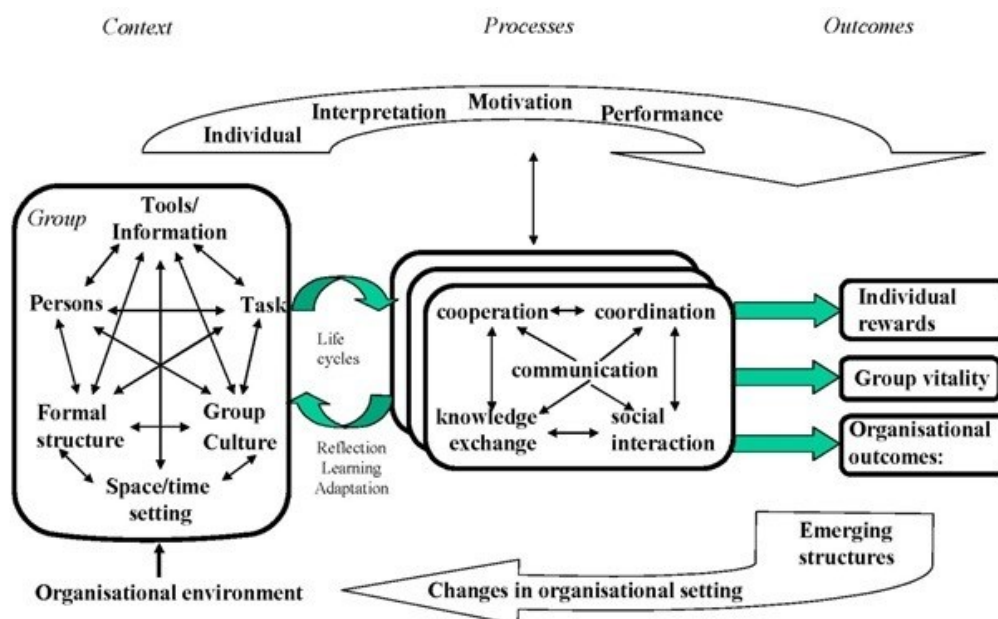 Context
Processes
Outcomes
Individual
Interpretation
Motivation
Performance
Group
Tools/
Information
Persons
Task
Formal
structure
Group
Culture
Space/time
setting
Organisational environment
Life
cycles
Reflection
Learning
Adaptation
cooperation
coordination
communication
knowledge
exchange
social
interaction
Individual
rewards
Group vitality
Organisational
outcomes:
Emerging
structures
Changes in organisational setting